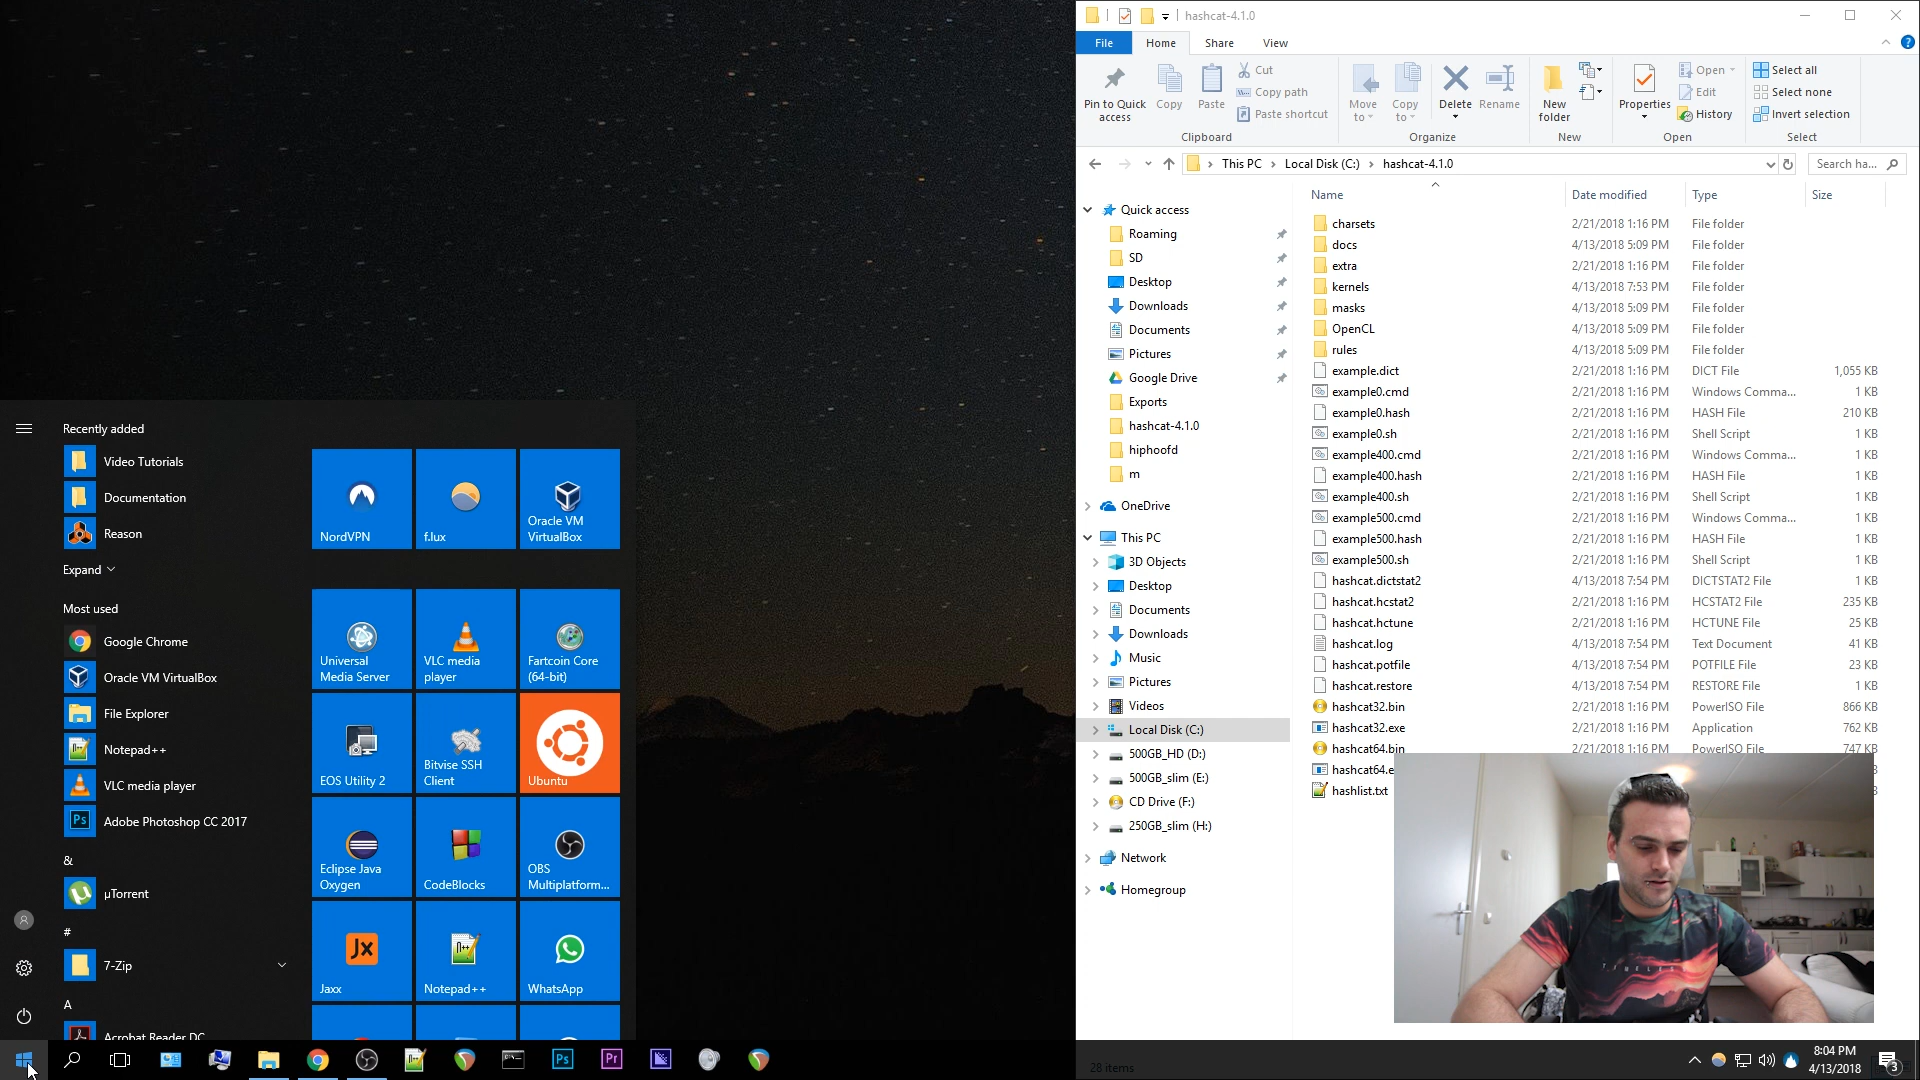 hashcat-4.1.0
File
Home
Share
View
Pin to Quick access
Copy
Paste
Cut
Copy path
Paste shortcut
Clipboard
Move to
Copy to
Delete
Rename
Organize
New folder
New
Properties
Open
Edit
History
Open
Select all
Select none
Invert selection
Select
This PC
Local Disk (C:)
hashcat-4.1.0
Search ha...
Quick access
Roaming
SD
Desktop
Downloads
Documents
Pictures
Google Drive
Exports
hashcat-4.1.0
hiphoofd
m
OneDrive
This PC
3D Objects
Desktop
Documents
Downloads
Music
Pictures
Videos
Local Disk (C:)
500GB_HD (D:)
500GB_slim (E:)
CD Drive (F:)
250GB_slim (H:)
Network
Homegroup
Name Date modified Type Size
charsets 2/21/2018 1:16 PM File folder
docs 4/13/2018 5:09 PM File folder
extra 2/21/2018 1:16 PM File folder
kernels 4/13/2018 7:53 PM File folder
masks 4/13/2018 5:09 PM File folder
OpenCL 4/13/2018 5:09 PM File folder
rules 4/13/2018 5:09 PM File folder
example.dict 2/21/2018 1:16 PM DICT File 1,055 KB
example0.cmd 2/21/2018 1:16 PM Windows Comma... 1 KB
example0.hash 2/21/2018 1:16 PM HASH File 210 KB
example0.sh 2/21/2018 1:16 PM Shell Script 1 KB
example400.cmd 2/21/2018 1:16 PM Windows Comma... 1 KB
example400.hash 2/21/2018 1:16 PM HASH File 1 KB
example400.sh 2/21/2018 1:16 PM Shell Script 1 KB
example500.cmd 2/21/2018 1:16 PM Windows Comma... 1 KB
example500.hash 2/21/2018 1:16 PM HASH File 1 KB
example500.sh 2/21/2018 1:16 PM Shell Script 1 KB
hashcat.dictstat2 4/13/2018 7:54 PM DICTSTAT2 File 1 KB
hashcat.hcstat2 2/21/2018 1:16 PM HCSTAT2 File 235 KB
hashcat.hctune 2/21/2018 1:16 PM HCTUNE File 25 KB
hashcat.log 4/13/2018 7:54 PM Text Document 41 KB
hashcat.potfile 4/13/2018 7:54 PM POTFILE File 23 KB
hashcat.restore 4/13/2018 7:54 PM RESTORE File 1 KB
hashcat32.bin 2/21/2018 1:16 PM PowerISO File 866 KB
hashcat32.exe 2/21/2018 1:16 PM Application 762 KB
hashcat64.bin 2/21/2018 1:16 PM PowerISO File 747 KB
hashcat64.e
hashlist.txt
28 items
Recently added
Video Tutorials
Documentation
Reason
Expand
Most used
Google Chrome
Oracle VM VirtualBox
File Explorer
Notepad++
VLC media player
Adobe Photoshop CC 2017
&
µTorrent
#
7-Zip
A
Acrobat Reader DC
NordVPN
f.lux
Oracle VM VirtualBox
Universal Media Server
VLC media player
Fartcoin Core (64-bit)
EOS Utility 2
Bitvise SSH Client
Ubuntu
Eclipse Java Oxygen
CodeBlocks
OBS Multiplatform...
Jaxx
Notepad++
WhatsApp
8:04 PM
4/13/2018
3